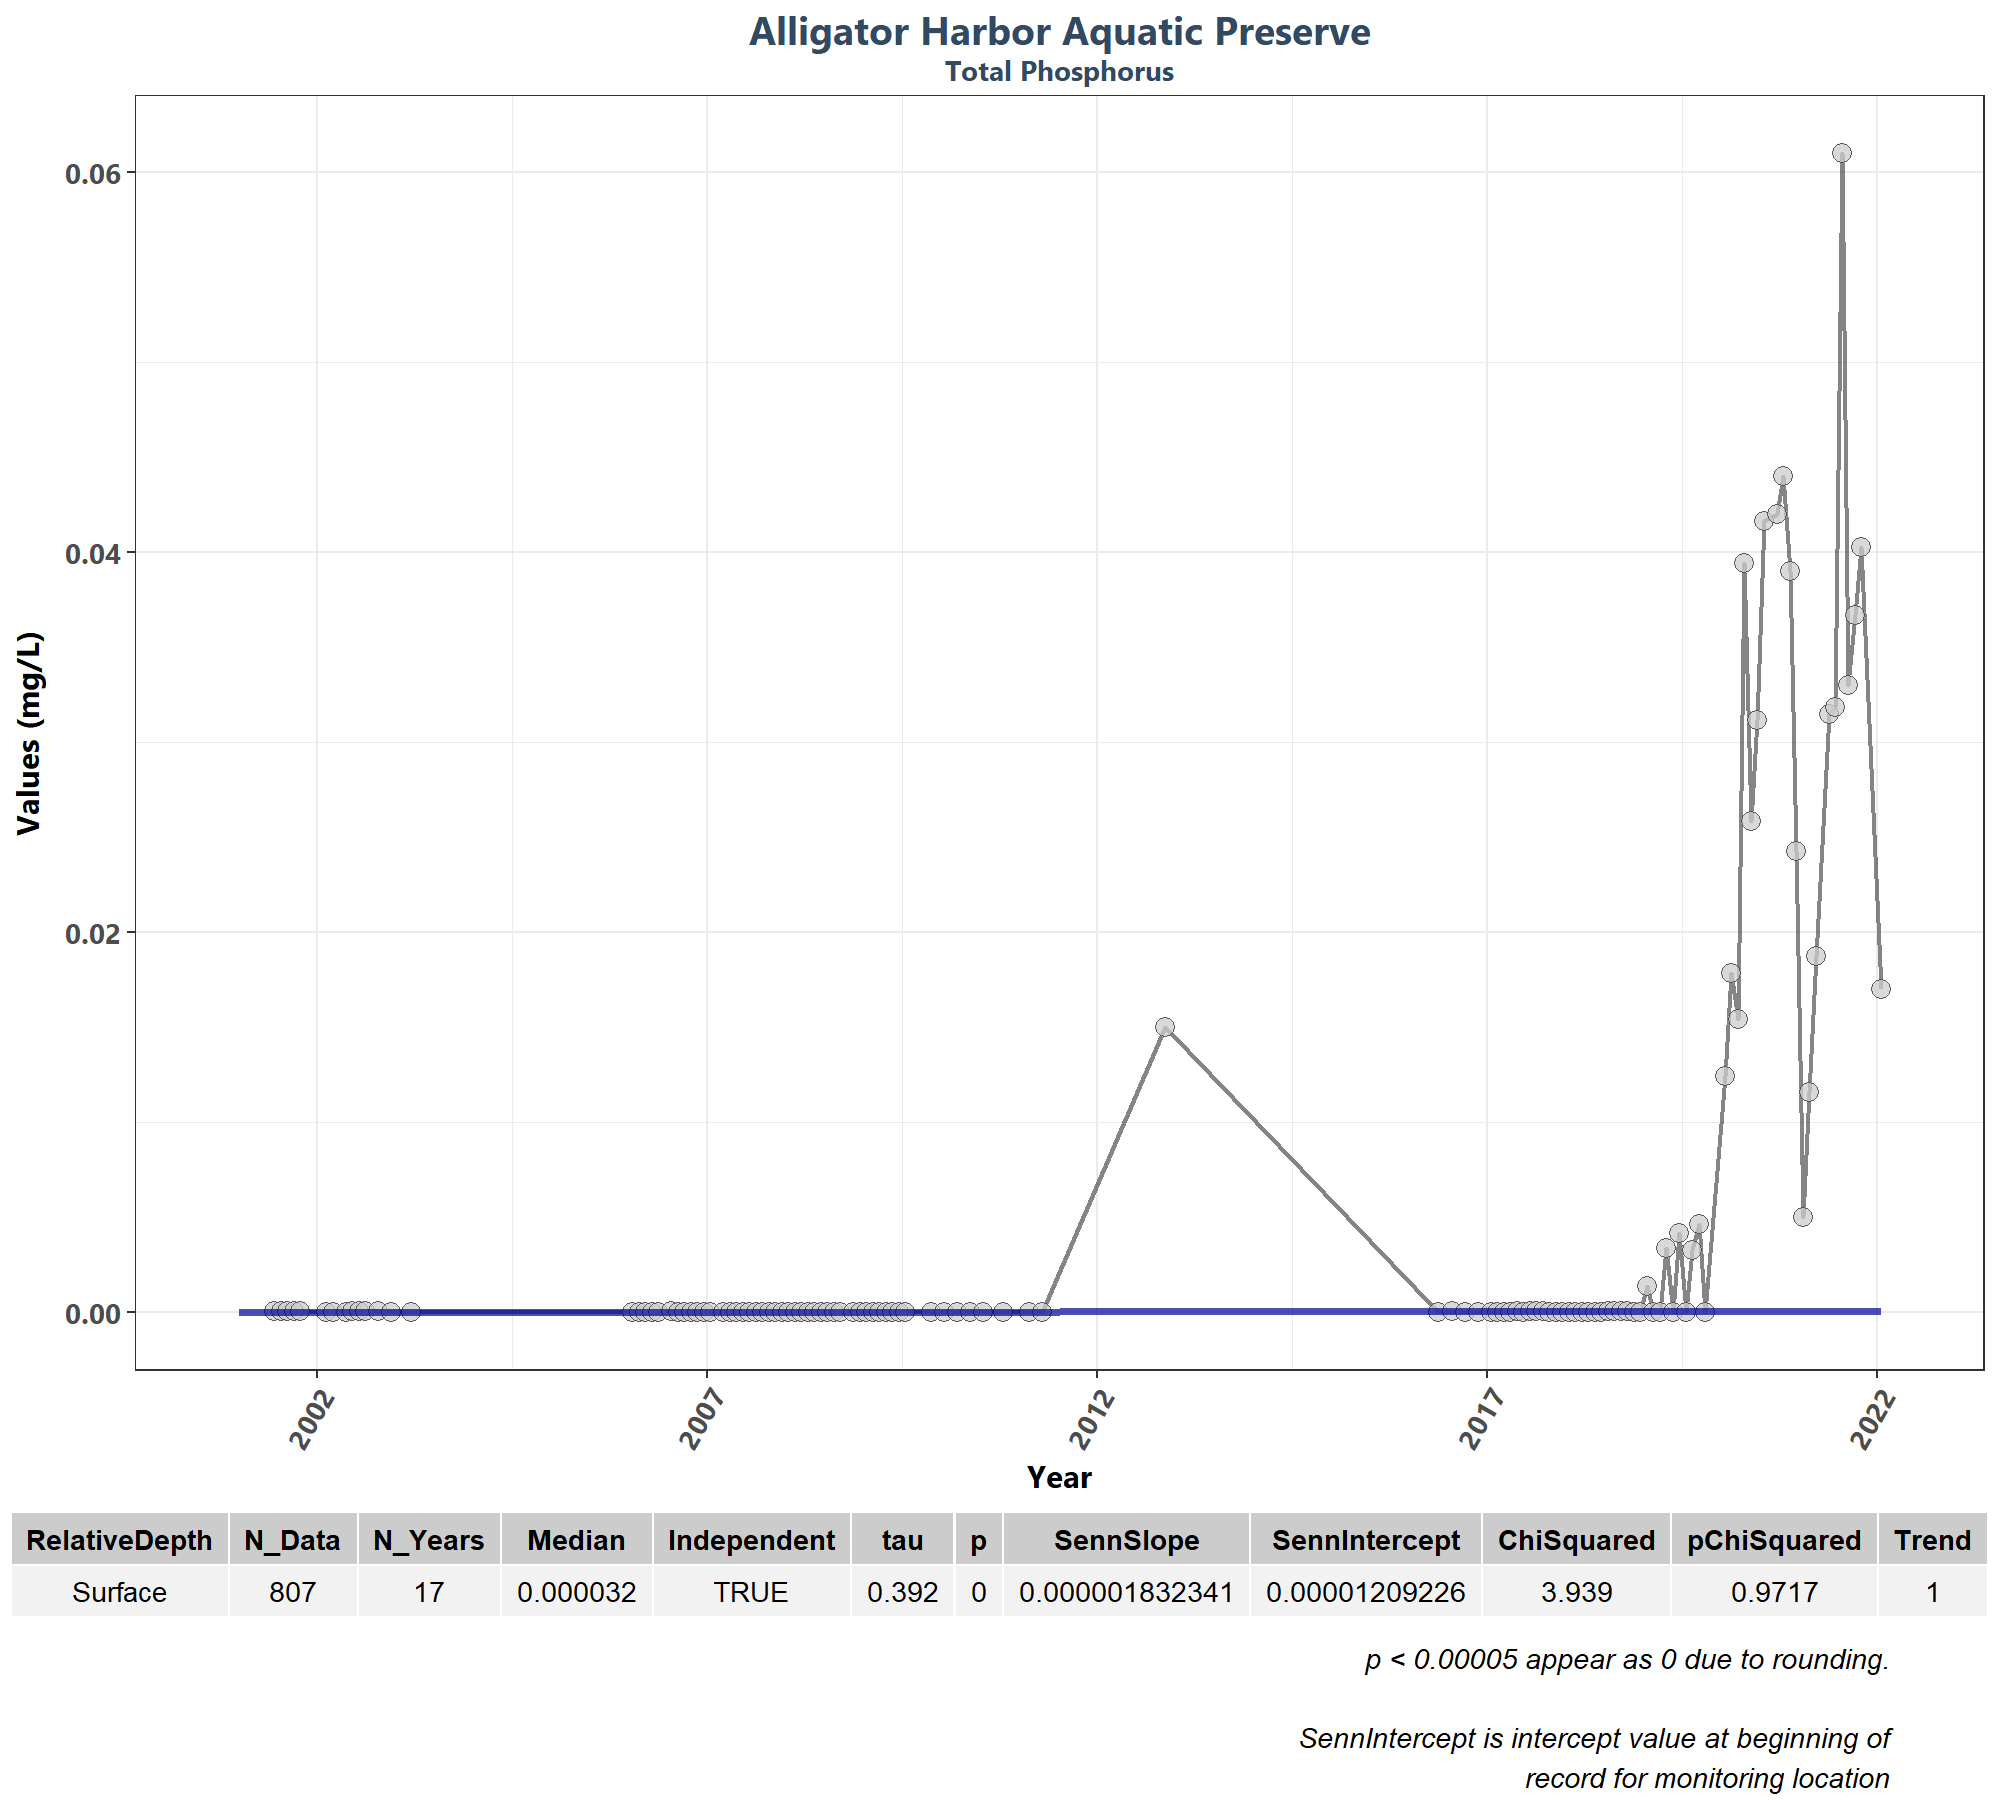 Alligator Harbor Aquatic Preserve
Total Phosphorus
0.06
0.04
0.02
0.00
Values (mg/L)
2002 2007 2012 2017 2022
Year
RelativeDepth N_Data N_Years Median Independent tau p SennSlope SennIntercept ChiSquared pChiSquared Trend
Surface 807 17 0.000032 TRUE 0.392 0 0.000001832341 0.00001209226 3.939 0.9717 1
p < 0.00005 appear as 0 due to rounding.
SennIntercept is intercept value at beginning of
record for monitoring location